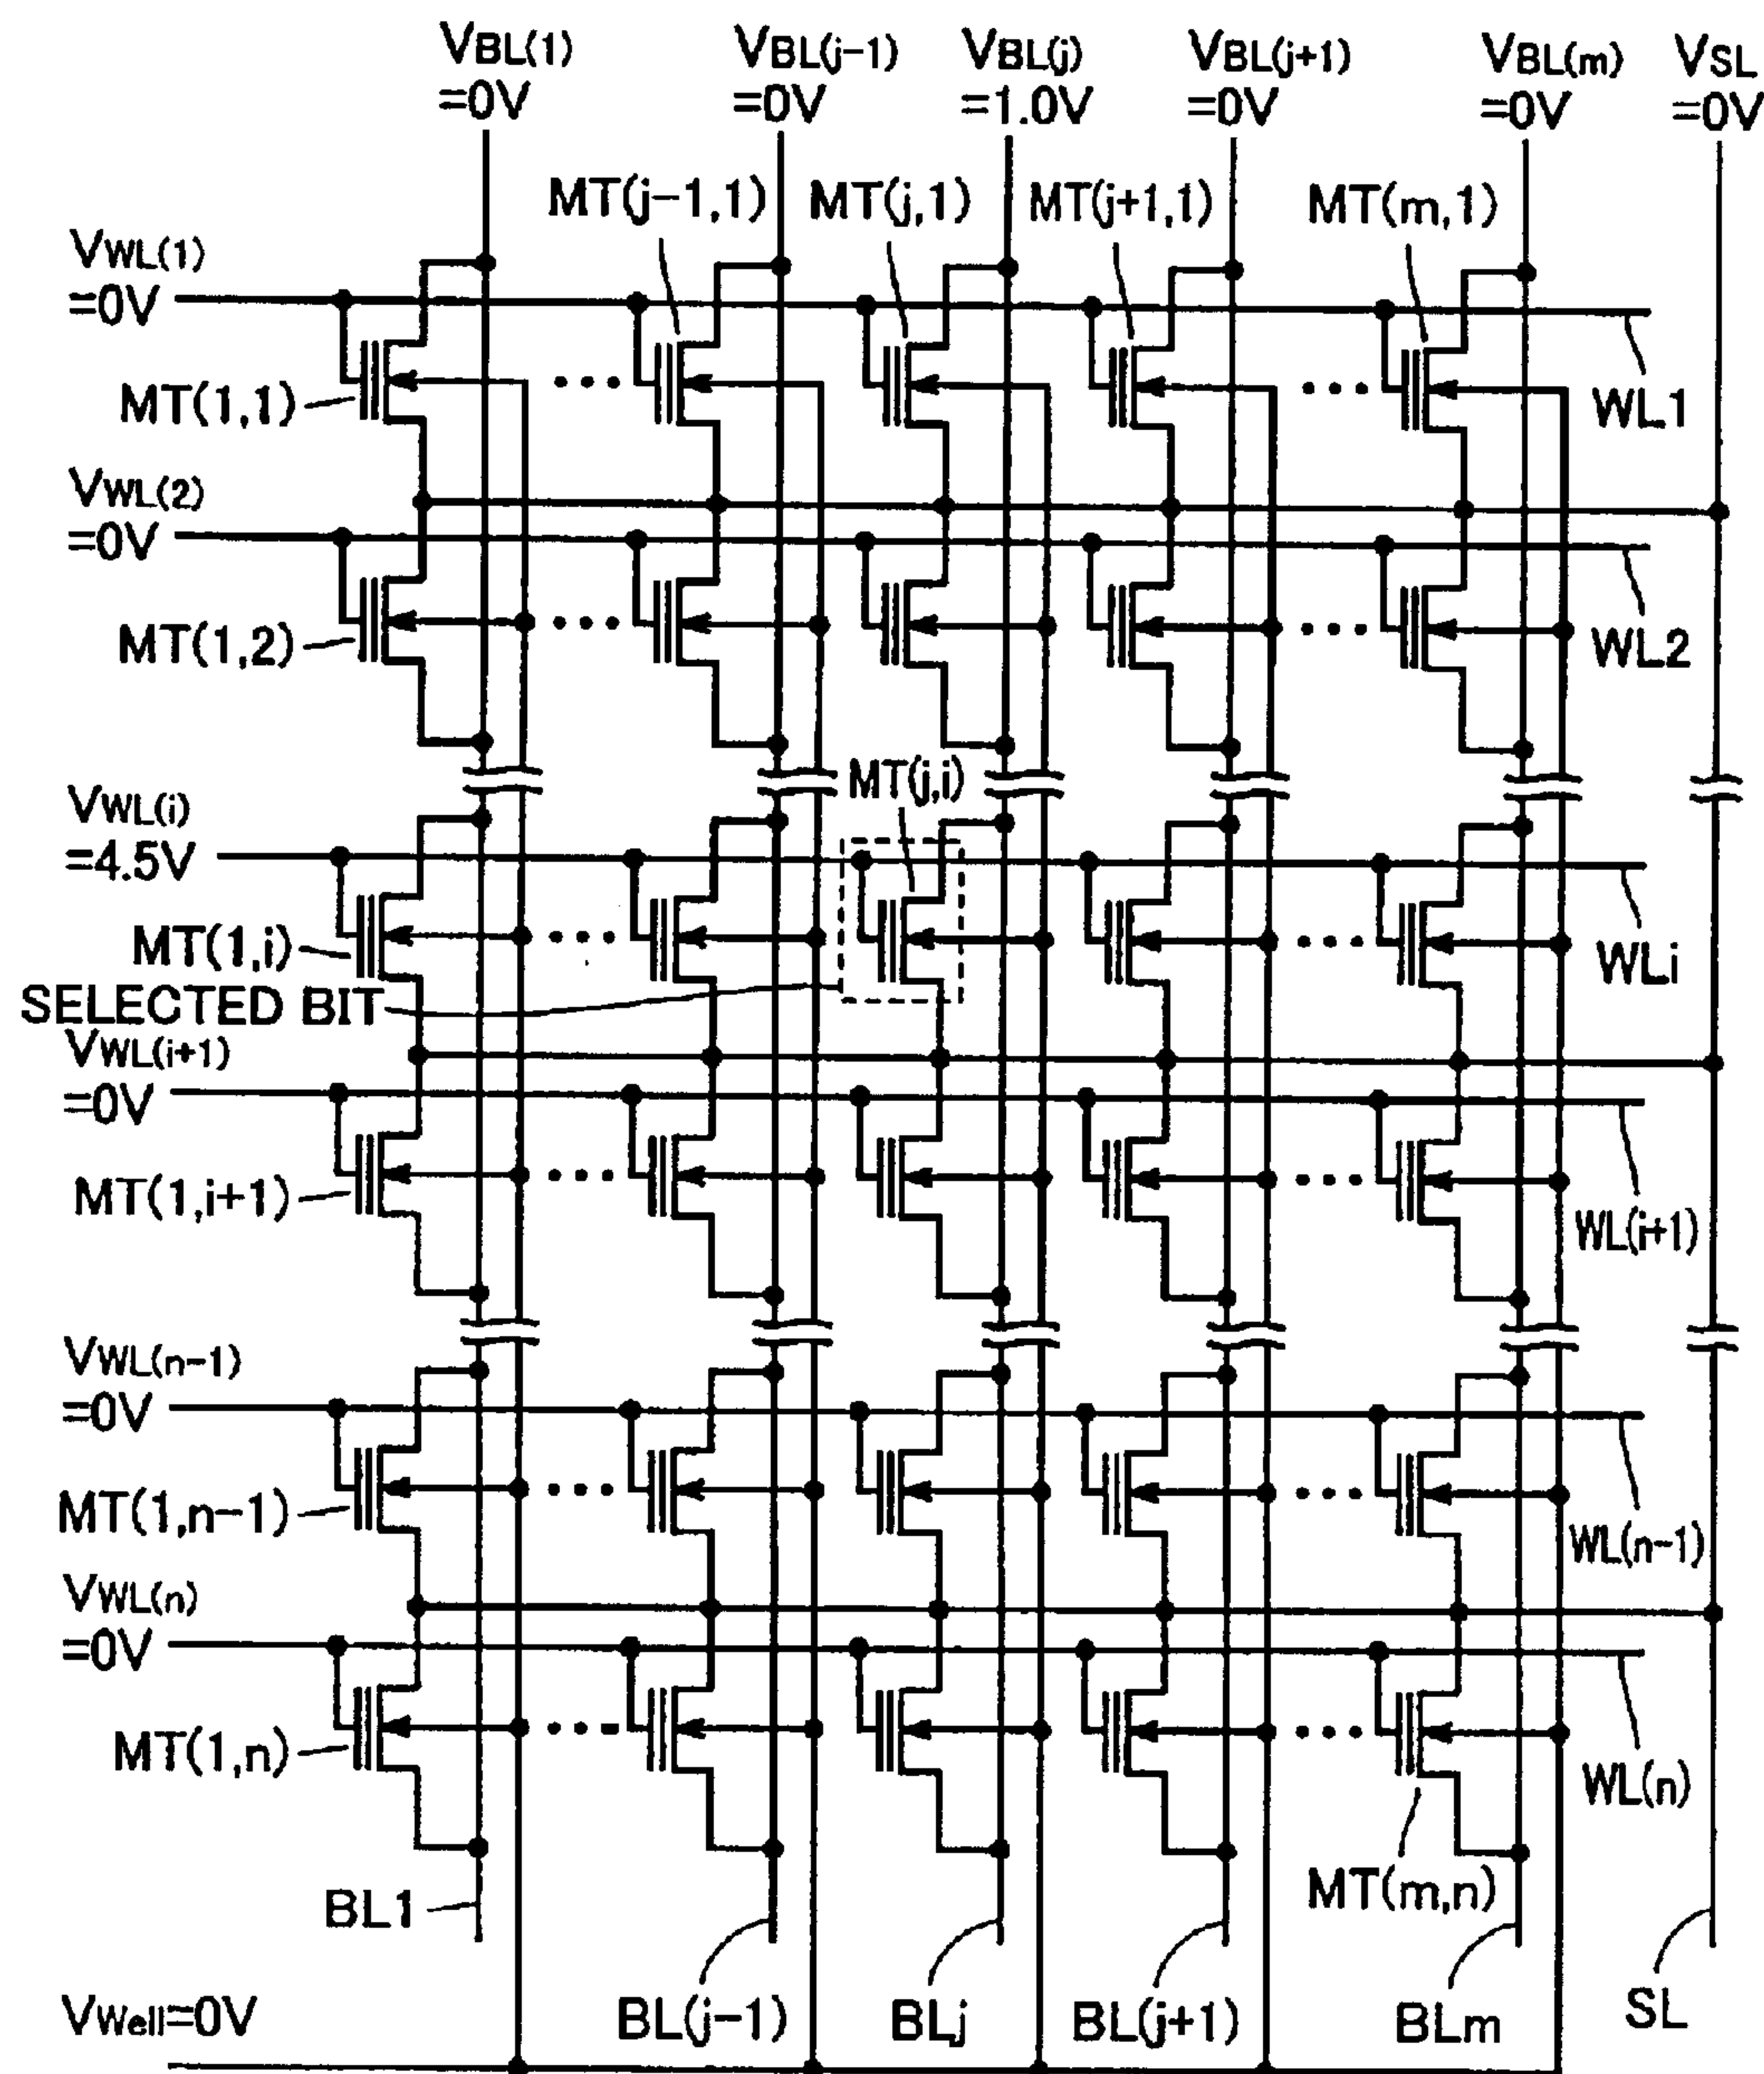 VBL(1)
=0V
VBL(j-1)
=0V
VBL(j)
=1.0V
VBL(j+1)
=0V
VBL(m)
=0V
VSL
=0V
MT(j-1,1)
MT(j,1)
MT(j+1,1)
MT(m,1)
VWL(1)
=0V
MT(1,1)
WL1
VWL(2)
=0V
MT(1,2)
WL2
MT(j,i)
VWL(i)
=4.5V
MT(1,i)
WLi
SELECTED BIT
VWL(i+1)
=0V
MT(1,i+1)
WL(i+1)
VWL(n-1)
=0V
MT(1,n-1)
WL(n-1)
VWL(n)
=0V
MT(1,n)
WL(n)
MT(m,n)
BL1
BL(j-1)
BLj
BL(j+1)
BLm
SL
VWell=0V